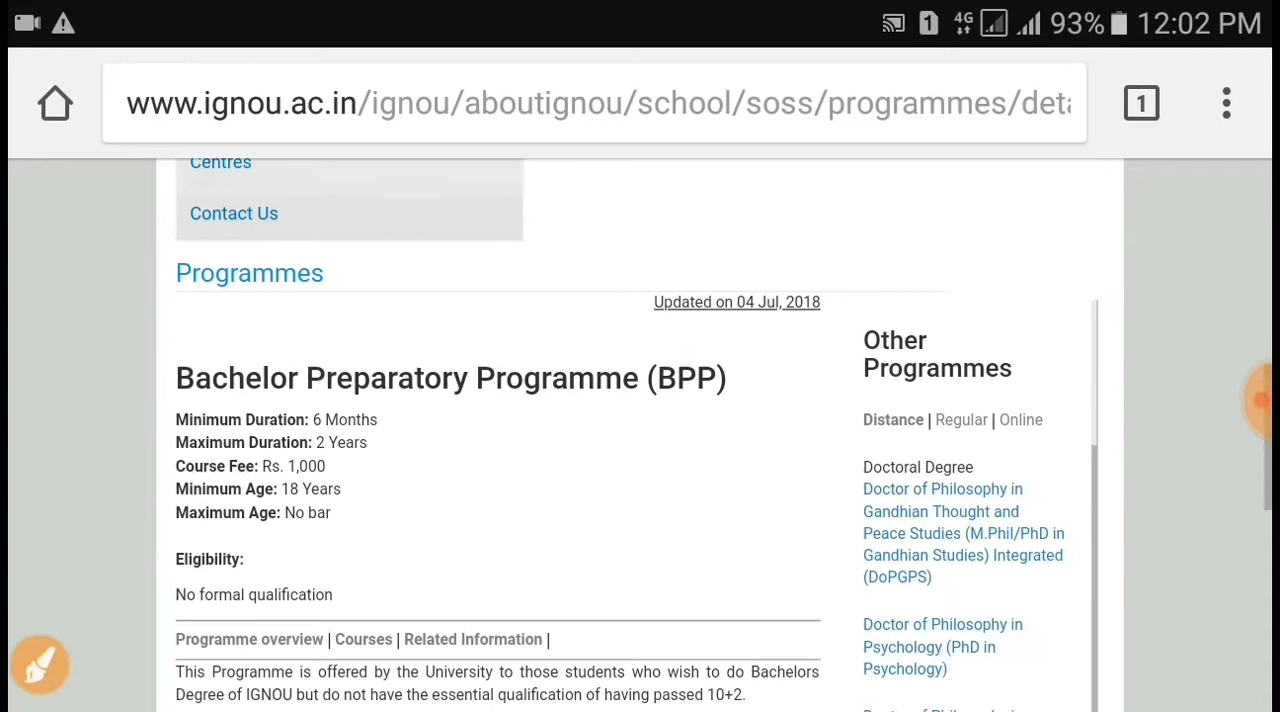 1 4G 93% 12:02 PM
www.ignou.ac.in/ignou/aboutignou/school/soss/programmes/deta
1
Centres
Contact Us
Programmes
Updated on 04 Jul, 2018
Bachelor Preparatory Programme (BPP)
Minimum Duration: 6 Months
Maximum Duration: 2 Years
Course Fee: Rs. 1,000
Minimum Age: 18 Years
Maximum Age: No bar
Eligibility:
No formal qualification
Programme overview | Courses | Related Information |
This Programme is offered by the University to those students who wish to do Bachelors
Degree of IGNOU but do not have the essential qualification of having passed 10+2.
Other
Programmes
Distance | Regular | Online
Doctoral Degree
Doctor of Philosophy in
Gandhian Thought and
Peace Studies (M.Phil/PhD in
Gandhian Studies) Integrated
(DoPGPS)
Doctor of Philosophy in
Psychology (PhD in
Psychology)